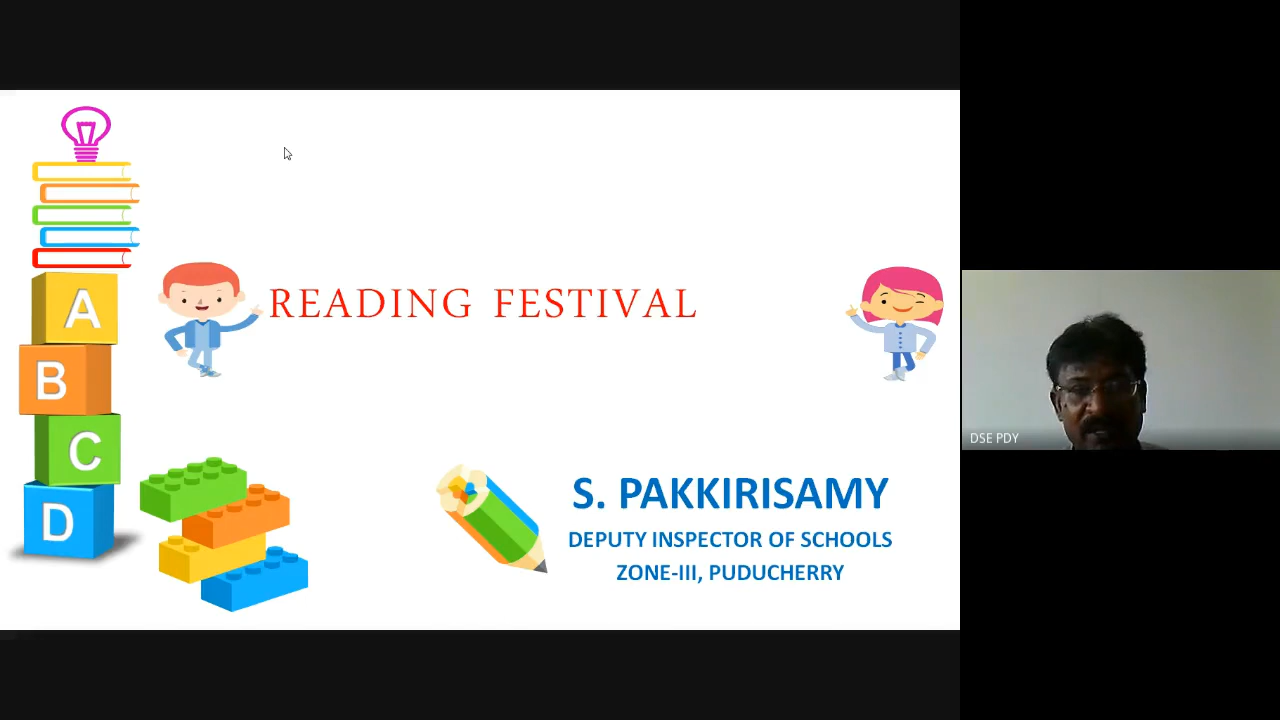 A
B
C
D
READING FESTIVAL
S. PAKKIRISAMY
DEPUTY INSPECTOR OF SCHOOLS
ZONE-III, PUDUCHERRY
DSE PDY